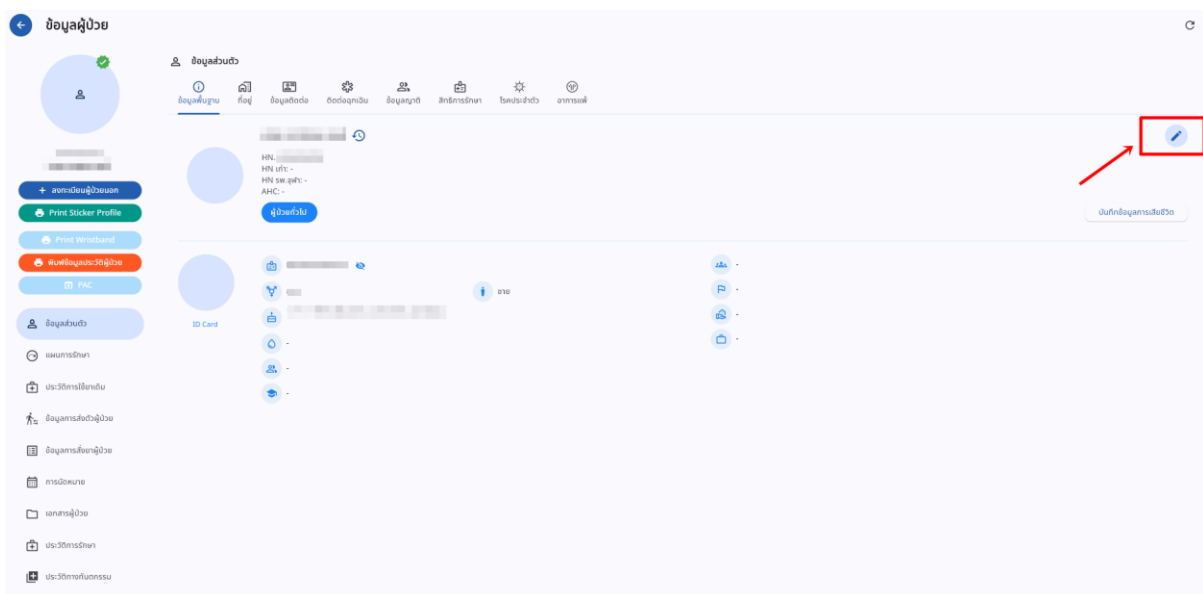 ข้อมูลผู้ป่วย
ข้อมูลส่วนตัว
ข้อมูลพื้นฐาน
ที่อยู่
ข้อมูลติดต่อ
ติดต่อฉุกเฉิน
ข้อมูลญาติ
สิทธิการรักษา
โรคประจำตัว
อาการแพ้
HN.
HN เก่า: -
HN รพ.จุฬา: -
AHC: -
ผู้ป่วยทั่วไป
บันทึกข้อมูลการเสียชีวิต
+ ลงทะเบียนผู้ป่วยนอก
Print Sticker Profile
Print Wristband
พิมพ์ข้อมูลประวัติผู้ป่วย
PAC
ID Card
ชาย
-
-
-
-
-
-
-
ข้อมูลส่วนตัว
แผนการรักษา
ประวัติการใช้ยาเดิม
ข้อมูลการส่งตัวผู้ป่วย
ข้อมูลการสั่งยาผู้ป่วย
การนัดหมาย
เอกสารผู้ป่วย
ประวัติการรักษา
ประวัติทางทันตกรรม